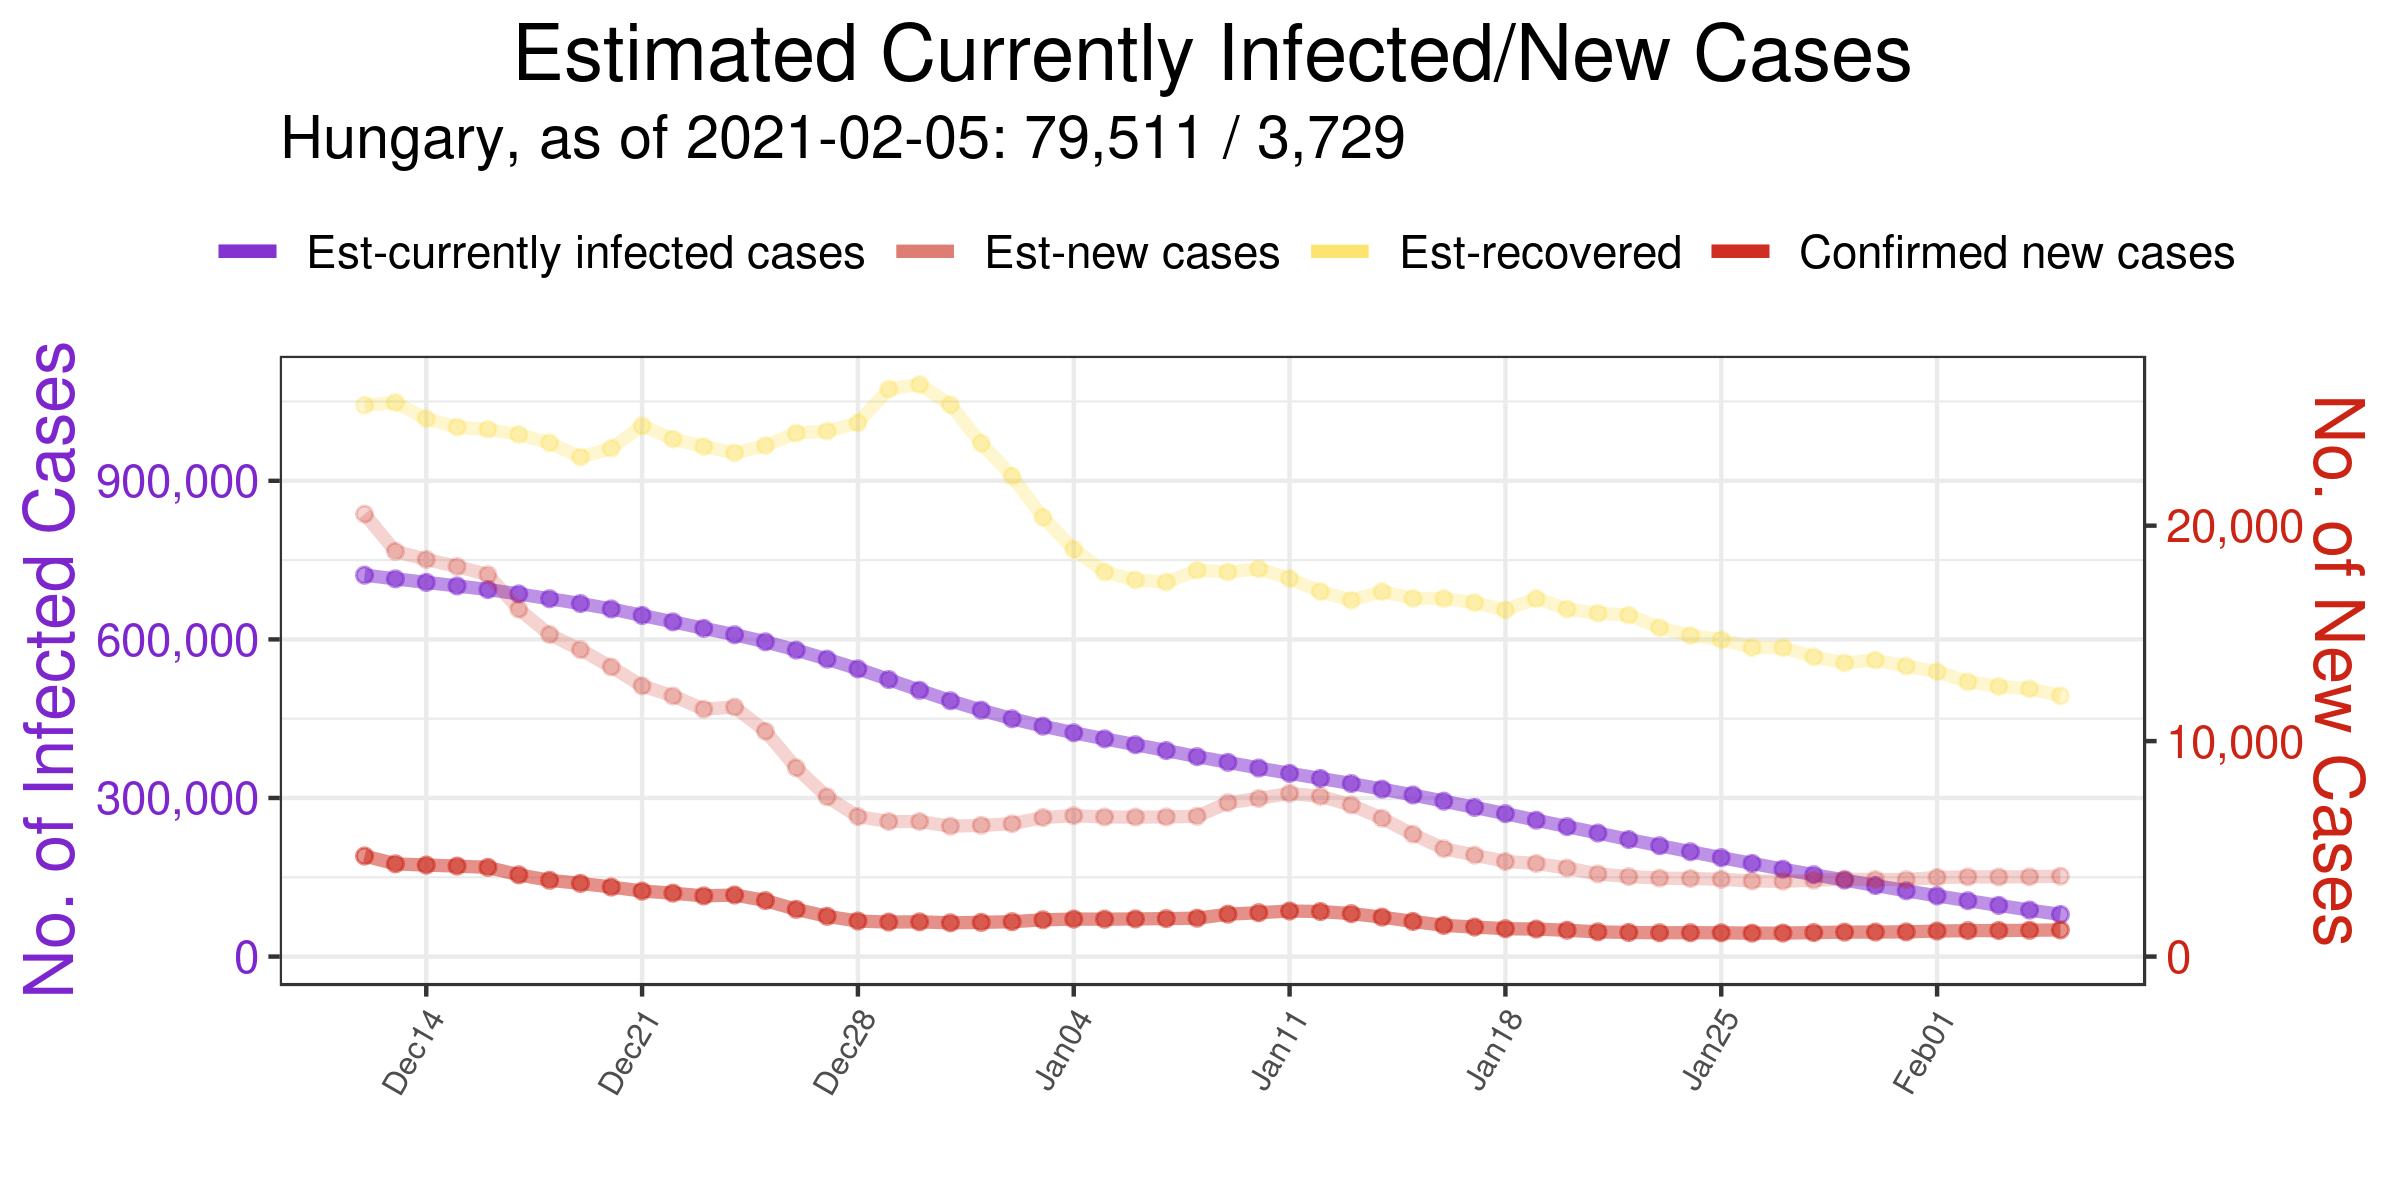 Estimated Currently Infected/New Cases
Hungary, as of 2021-02-05: 79,511 / 3,729
Est-currently infected cases Est-new cases Est-recovered Confirmed new cases
No. of Infected Cases
900,000
600,000
300,000
0
20,000
10,000
0
No. of New Cases
Dec14 Dec21 Dec28 Jan04 Jan11 Jan18 Jan25 Feb01